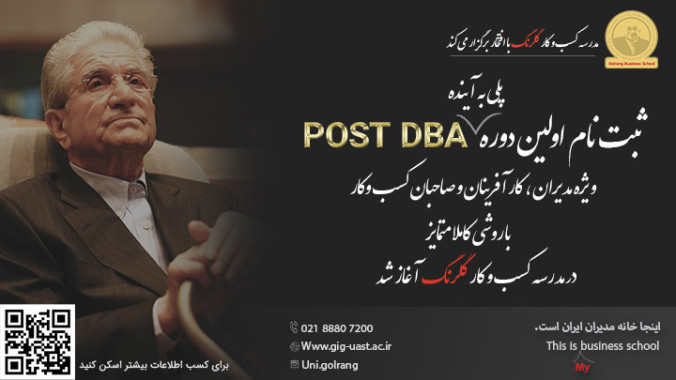 مدرسه کسب و کار گلرنگ با افتخار برگزار می کند
Golrang Business School
پلی به آینده
ثبت نام اولین دوره POST DBA
ویژه مدیران، کارآفرینان و صاحبان کسب و کار
با روشی کاملا متمایز
در مدرسه کسب و کار گلرنگ آغاز شد
021 8880 7200
Www.gig-uast.ac.ir
Uni.golrang
اینجا خانه مدیران ایران است.
This is business school
My
برای کسب اطلاعات بیشتر اسکن کنید